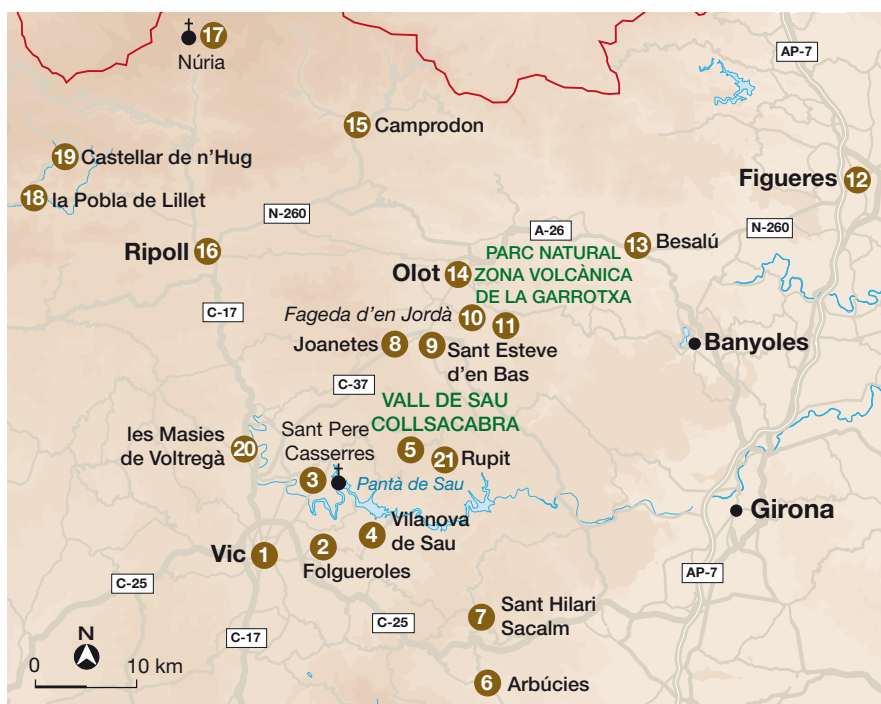 17
Núria
AP-7
15 Camprodon
19 Castellar de n'Hug
18 la Pobla de Lillet
Figueres 12
N-260
A-26
N-260
13 Besalú
Ripoll 16
PARC NATURAL
ZONA VOLCÀNICA
DE LA GARROTXA
Olot 14
C-17
Fageda d'en Jordà 10
11
Joanetes 8
9 Sant Esteve
d'en Bas
Banyoles
C-37
VALL DE SAU
COLLSACABRA
les Masies
de Voltregà 20
Sant Pere
Casserres
3
5
21 Rupit
Pantà de Sau
Girona
4 Vilanova
de Sau
Vic 1
2
Folgueroles
C-25
AP-7
7 Sant Hilari
Sacalm
C-25
C-17
N
0 10 km
6 Arbúcies